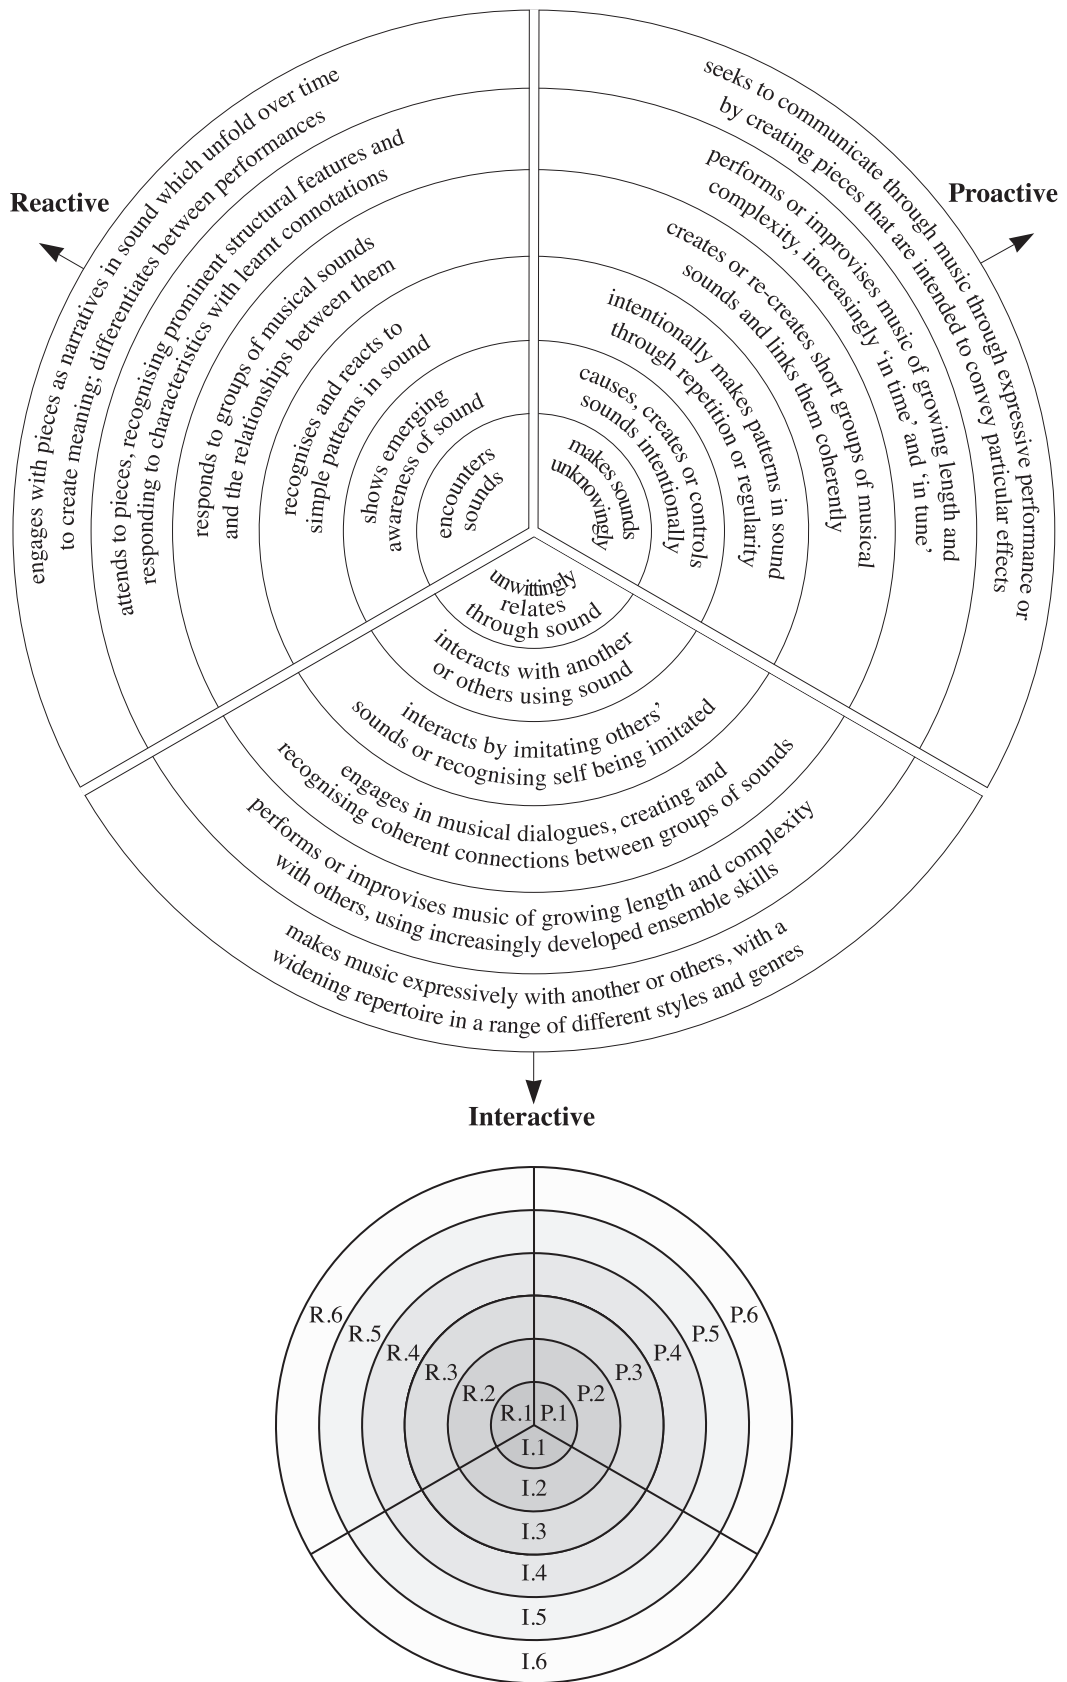 Reactive
engages with pieces as narratives in sound which unfold over time
to create meaning; differentiates between performances
attends to pieces, recognising prominent structural features and
responding to characteristics with learnt connotations
responds to groups of musical sounds
and the relationships between them
recognises and reacts to
simple patterns in sound
shows emerging
awareness of sound
encounters
sounds
Proactive
seeks to communicate through music through expressive performance or
by creating pieces that are intended to convey particular effects
performs or improvises music of growing length and
complexity, increasingly ‘in time’ and ‘in tune’
creates or re-creates short groups of musical
sounds and links them coherently
intentionally makes patterns in sound
through repetition or regularity
causes, creates or controls
sounds intentionally
makes sounds
unknowingly
unwittingly
relates
through sound
interacts with another
or others using sound
interacts by imitating others’
sounds or recognising self being imitated
engages in musical dialogues, creating and
recognising coherent connections between groups of sounds
performs or improvises music of growing length and complexity
with others, using increasingly developed ensemble skills
makes music expressively with another or others, with a
widening repertoire in a range of different styles and genres
Interactive
R.6
R.5
R.4
R.3
R.2
R.1
P.1
P.2
P.3
P.4
P.5
P.6
I.1
I.2
I.3
I.4
I.5
I.6